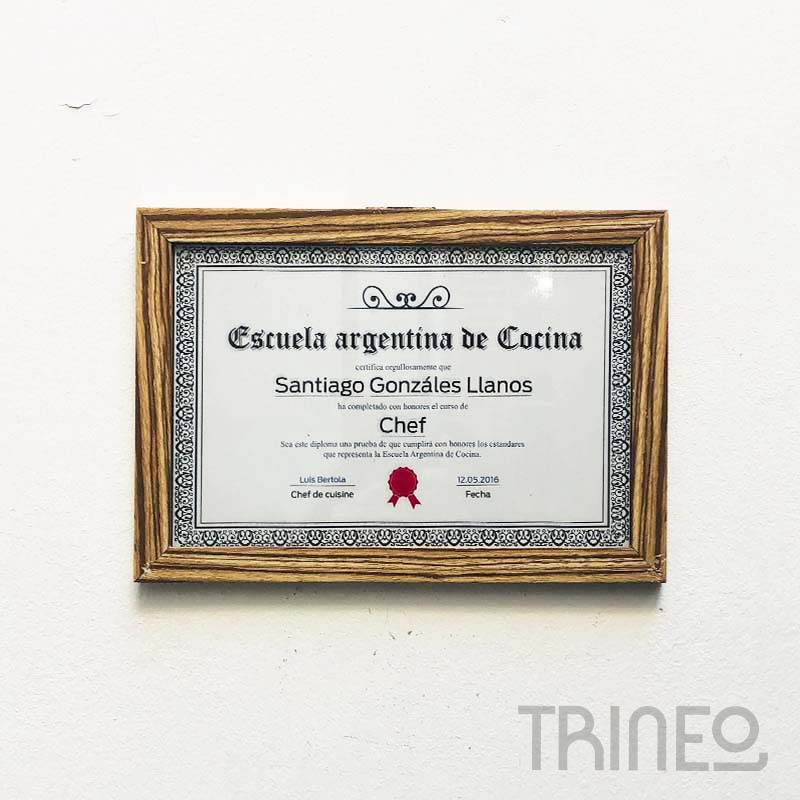 Escuela argentina de Cocina
certifica orgullosamente que
Santiago Gonzáles Llanos
ha completado con honores el curso de
Chef
Sea este diploma una prueba de que cumplirá con honores los estandares
que representa la Escuela Argentina de Cocina.
Luis Bertola
12.05.2016
Chef de cuisine
Fecha
TRINEO